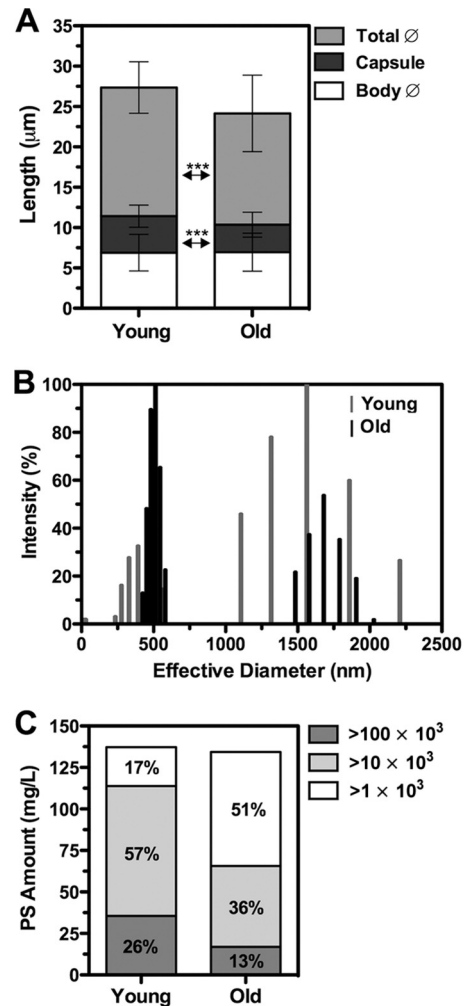 A
Total ∅
Capsule
Body ∅
Length (μm)
35
30
25
20
15
10
5
0
***
***
Young Old
B
Young
Old
Intensity (%)
100
80
60
40
20
0
0 500 1000 1500 2000 2500
Effective Diameter (nm)
C
>100 × 10³
>10 × 10³
>1 × 10³
PS Amount (mg/L)
150
125
100
75
50
25
0
17%
57%
26%
51%
36%
13%
Young Old